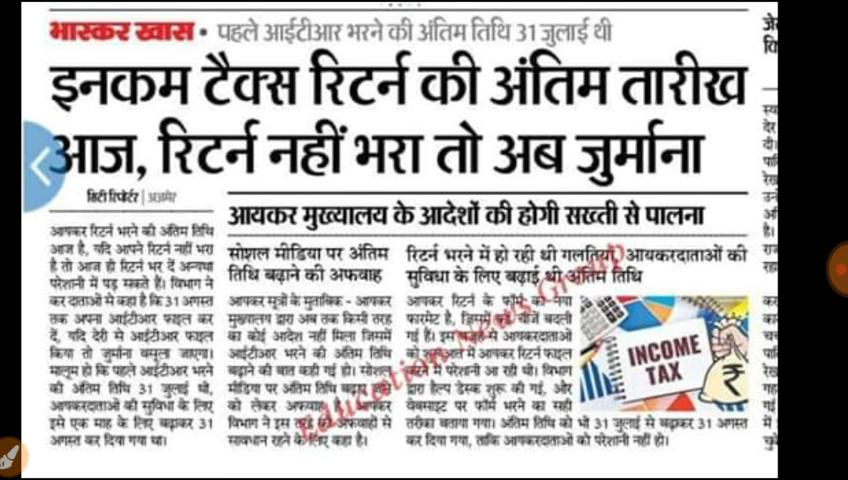 भास्कर खास • पहले आईटीआर भरने की अंतिम तिथि 31 जुलाई थी
इनकम टैक्स रिटर्न की अंतिम तारीख
आज, रिटर्न नहीं भरा तो अब जुर्माना
सिटी रिपोर्टर | अजमेर
आयकर रिटर्न भरने की अंतिम तिथि
आज है, यदि आपने रिटर्न नहीं भरा
है तो आज ही रिटर्न भर दें अन्यथा
परेशानी में पड़ सकते हैं। विभाग ने
कर दाताओं से कहा है कि 31 अगस्त
तक अपना आईटीआर फाइल कर
दें, यदि देरी से आईटीआर फाइल
किया तो जुर्माना वसूला जाएगा।
मालूम हो कि पहले आईटीआर भरने
की अंतिम तिथि 31 जुलाई थी,
आयकरदाताओं की सुविधा के लिए
इसे एक माह के लिए बढ़ाकर 31
अगस्त कर दिया गया था।
आयकर मुख्यालय के आदेशों की होगी सख्ती से पालना
सोशल मीडिया पर अंतिम
तिथि बढ़ाने की अफवाह
आयकर सूत्रों के मुताबिक - आयकर
मुख्यालय द्वारा अब तक किसी तरह
का कोई आदेश नहीं मिला जिसमें
आईटीआर भरने की अंतिम तिथि
बढ़ाने की बात कही गई हो। सोशल
मीडिया पर अंतिम तिथि बढ़ाए जाने
को लेकर अफवाह है। आयकर
विभाग ने इस तरह की अफवाहों से
सावधान रहने के लिए कहा है।
रिटर्न भरने में हो रही थी गलतियां, आयकरदाताओं की
सुविधा के लिए बढ़ाई थी अंतिम तिथि
आयकर रिटर्न के फॉर्म का नया
फारमेट है, जिसमें कई चीजें बदली
गई हैं। इस वजह से आयकरदाताओं
को शुरुआत में आयकर रिटर्न फाइल
करने में परेशानी आ रही थी। विभाग
द्वारा हैल्प डेस्क शुरू की गई, और
वेबसाइट पर फॉर्म भरने का सही
तरीका बताया गया। अंतिम तिथि को भी 31 जुलाई से बढ़ाकर 31 अगस्त
कर दिया गया, ताकि आयकरदाताओं को परेशानी नहीं हो।
INCOME
TAX
₹
Education News Group